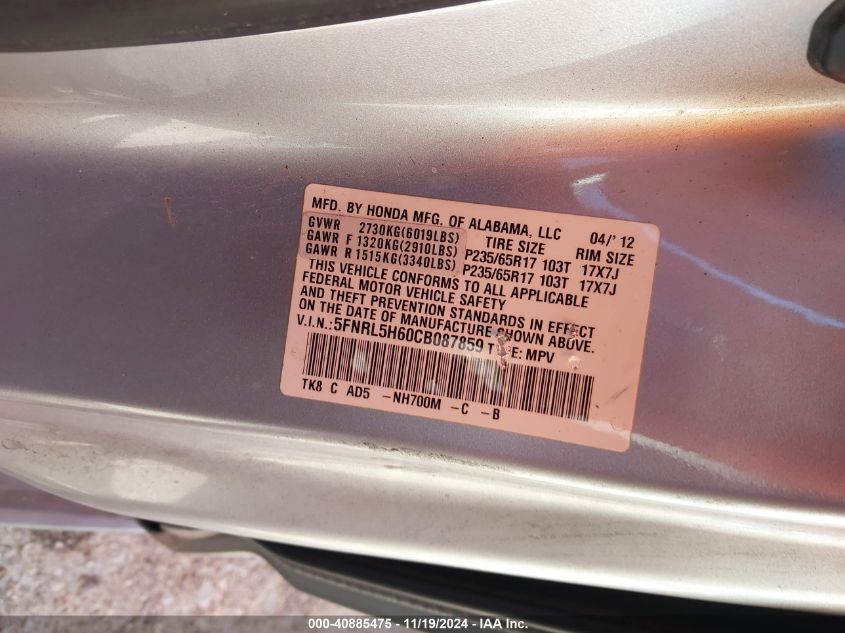 MFD. BY HONDA MFG. OF ALABAMA, LLC 04/' 12
GVWR 2730KG(6019LBS) TIRE SIZE RIM SIZE
GAWR F 1320KG(2910LBS) P235/65R17 103T 17X7J
GAWR R 1515KG(3340LBS) P235/65R17 103T 17X7J
THIS VEHICLE CONFORMS TO ALL APPLICABLE
FEDERAL MOTOR VEHICLE SAFETY
AND THEFT PREVENTION STANDARDS IN EFFECT
ON THE DATE OF MANUFACTURE SHOWN ABOVE.
V.I.N.:5FNRL5H60CB087859 TYPE: MPV
TK8 C AD5 -NH700M -C -B
000-40885475 - 11/19/2024 - IAA Inc.